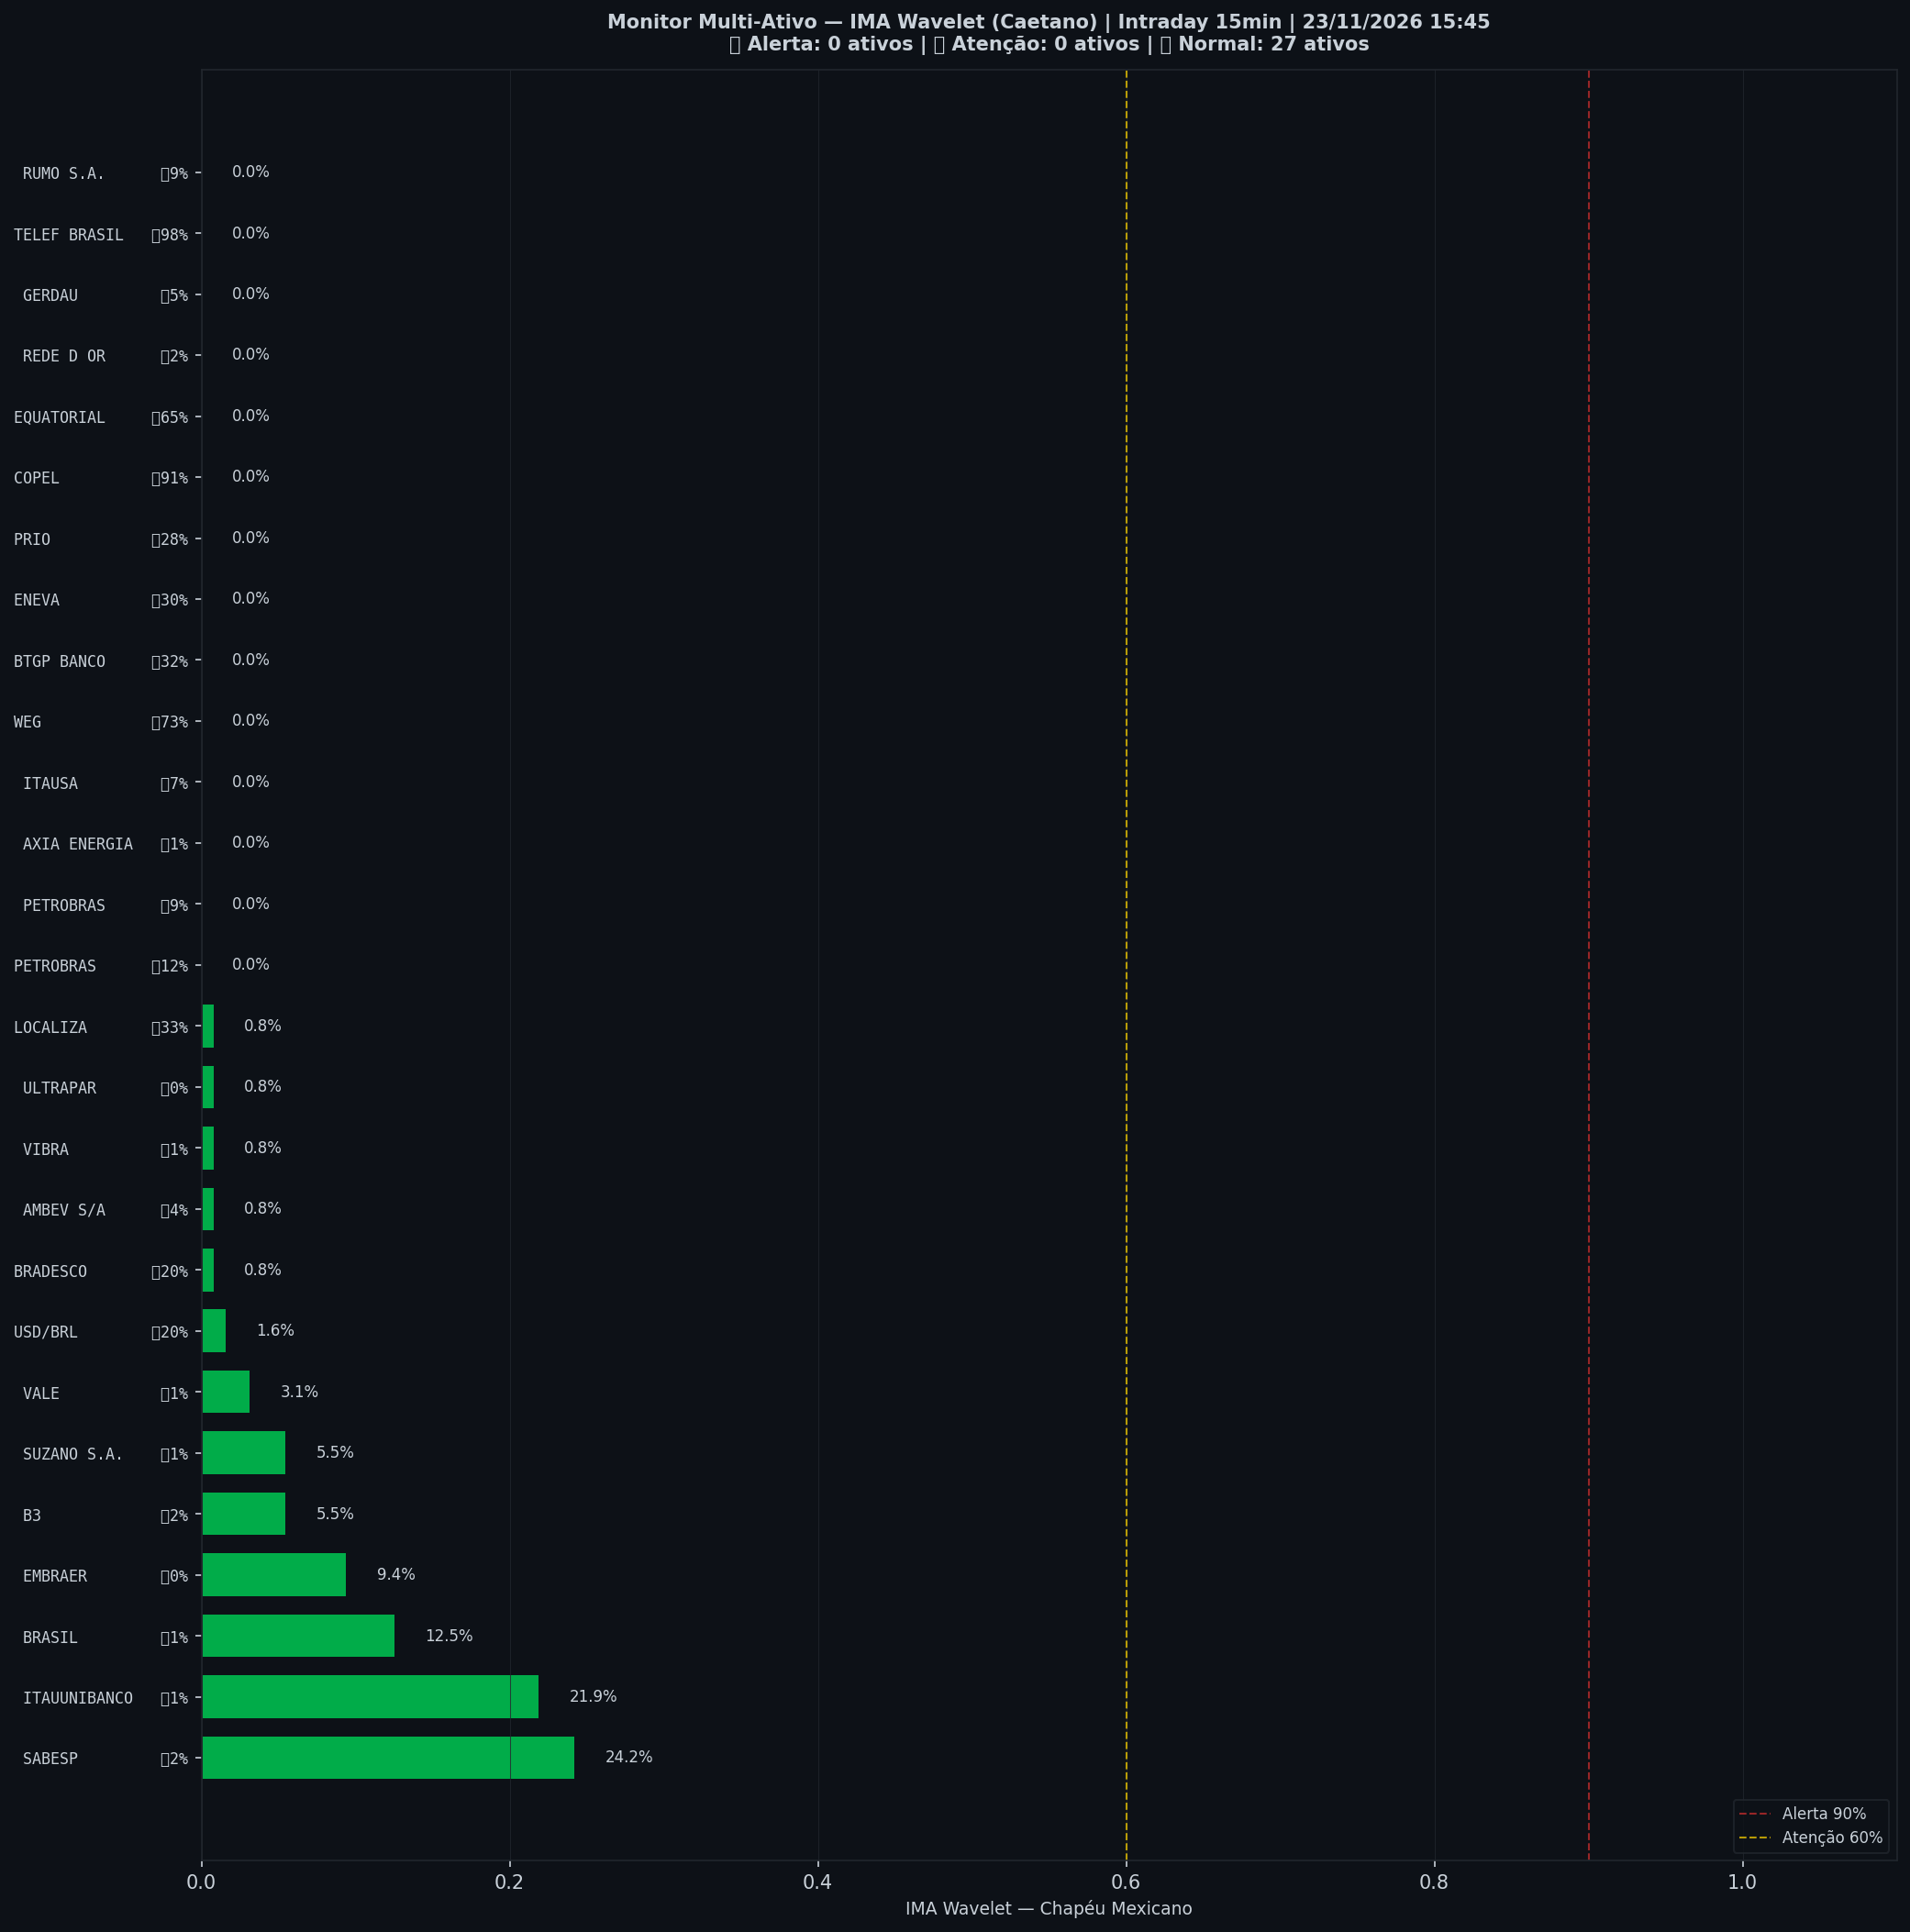 Monitor Multi-Ativo — IMA Wavelet (Caetano) | Intraday 15min | 23/11/2026 15:45
Alerta: 0 ativos | Atenção: 0 ativos | Normal: 27 ativos
RUMO S.A. 9% 0.0%
TELEF BRASIL 98% 0.0%
GERDAU 5% 0.0%
REDE D OR 2% 0.0%
EQUATORIAL 65% 0.0%
COPEL 91% 0.0%
PRIO 28% 0.0%
ENEVA 30% 0.0%
BTGP BANCO 32% 0.0%
WEG 73% 0.0%
ITAUSA 7% 0.0%
AXIA ENERGIA 1% 0.0%
PETROBRAS 9% 0.0%
PETROBRAS 12% 0.0%
LOCALIZA 33% 0.8%
ULTRAPAR 0% 0.8%
VIBRA 1% 0.8%
AMBEV S/A 4% 0.8%
BRADESCO 20% 0.8%
USD/BRL 20% 1.6%
VALE 1% 3.1%
SUZANO S.A. 1% 5.5%
B3 2% 5.5%
EMBRAER 0% 9.4%
BRASIL 1% 12.5%
ITAUUNIBANCO 1% 21.9%
SABESP 2% 24.2%
Alerta 90%
Atenção 60%
0.0 0.2 0.4 0.6 0.8 1.0
IMA Wavelet — Chapéu Mexicano